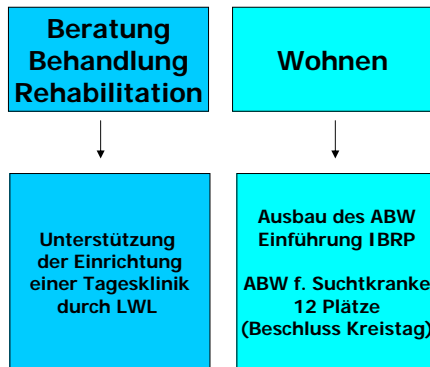 Beratung
Behandlung
Rehabilitation
Wohnen
Unterstützung
der Einrichtung
einer Tagesklinik
durch LWL
Ausbau des ABW
Einführung IBRP
ABW f. Suchtkranke
12 Plätze
(Beschluss Kreistag)